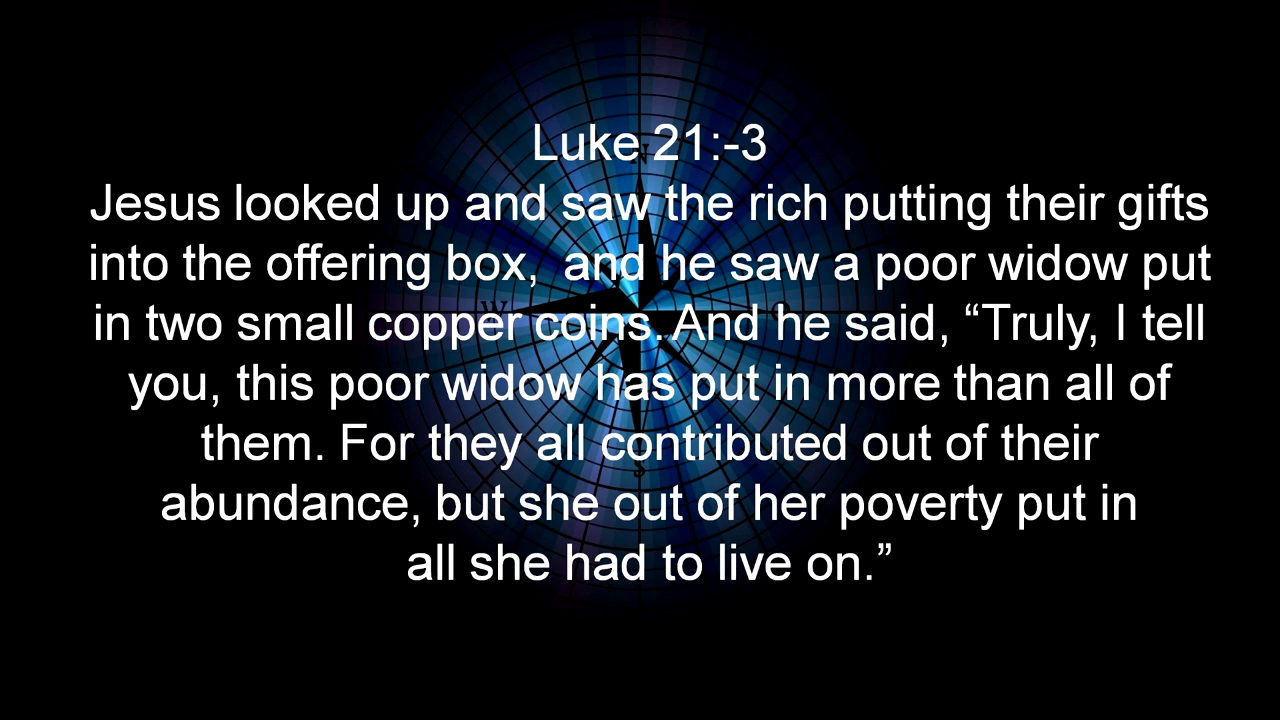 Luke 21:-3
Jesus looked up and saw the rich putting their gifts
into the offering box,  and he saw a poor widow put
in two small copper coins. And he said, “Truly, I tell
you, this poor widow has put in more than all of
them. For they all contributed out of their
abundance, but she out of her poverty put in
all she had to live on.”
N
W
O
S